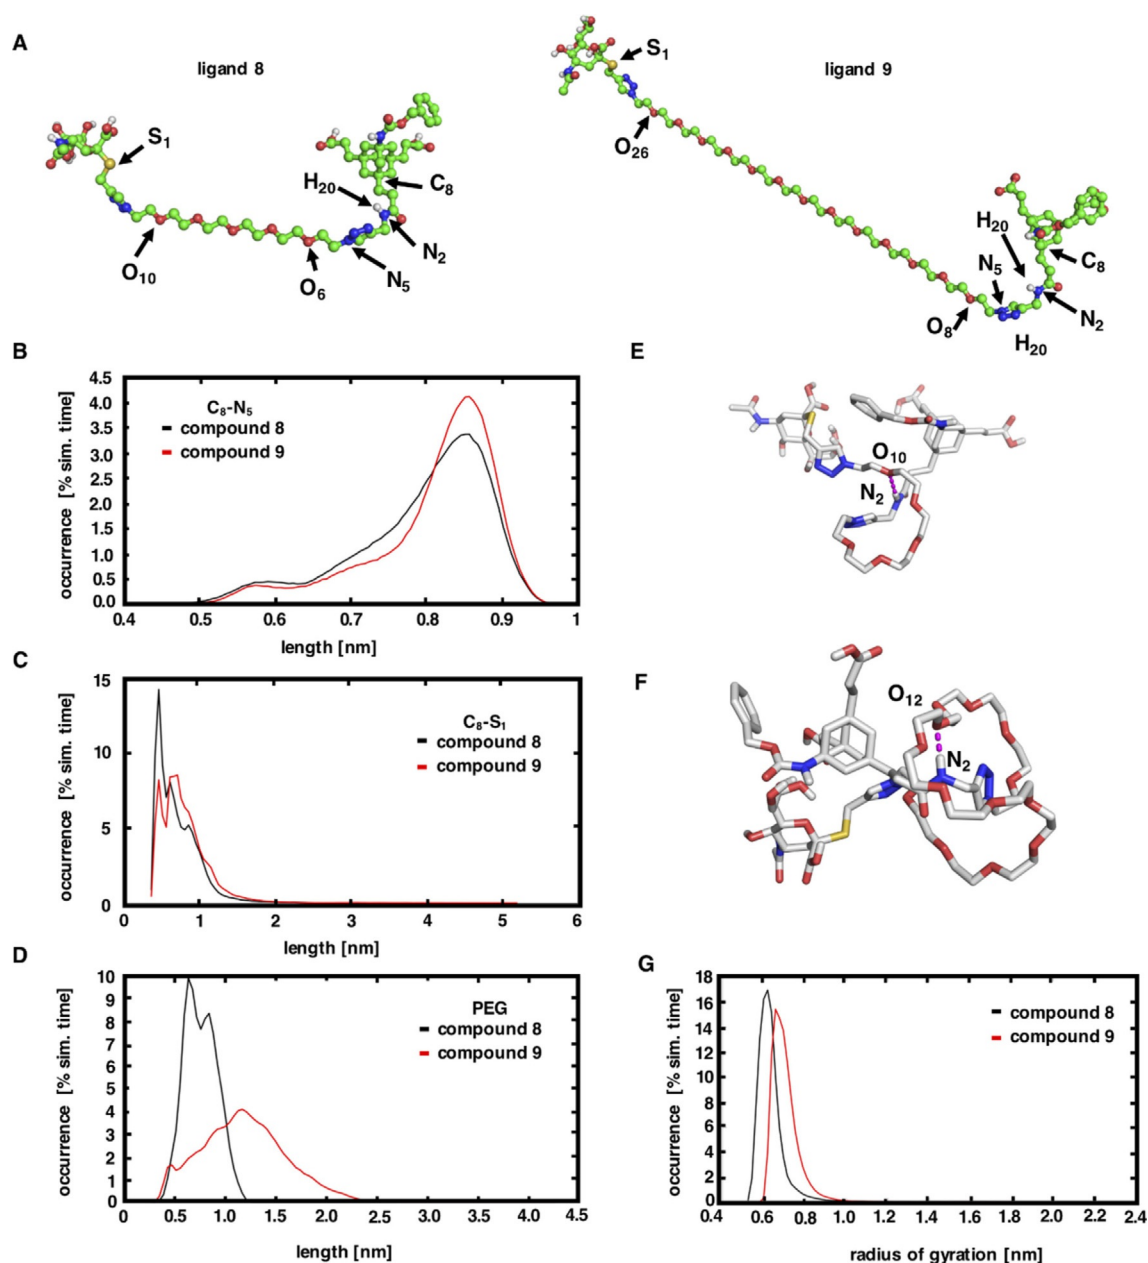 A
ligand 8
S1
H20
C8
N2
O10
O6
N5
ligand 9
S1
O26
H20
N5
C8
O8
N2
H20
B
4.5
4.0
3.5
3.0
2.5
2.0
1.5
1.0
0.5
0.0
occurrence [% sim. time]
C8-N5
compound 8
compound 9
0.4 0.5 0.6 0.7 0.8 0.9 1
length [nm]
E
O10
N2
C
15
10
5
0
occurrence [% sim. time]
C8-S1
compound 8
compound 9
0 1 2 3 4 5 6
length [nm]
F
O12
N2
D
10
9
8
7
6
5
4
3
2
1
0
occurrence [% sim. time]
PEG
compound 8
compound 9
0 0.5 1.0 1.5 2.0 2.5 3.0 3.5 4.0 4.5
length [nm]
G
18
16
14
12
10
8
6
4
2
0
occurrence [% sim. time]
compound 8
compound 9
0.4 0.6 0.8 1.0 1.2 1.4 1.6 1.8 2.0 2.2 2.4
radius of gyration [nm]